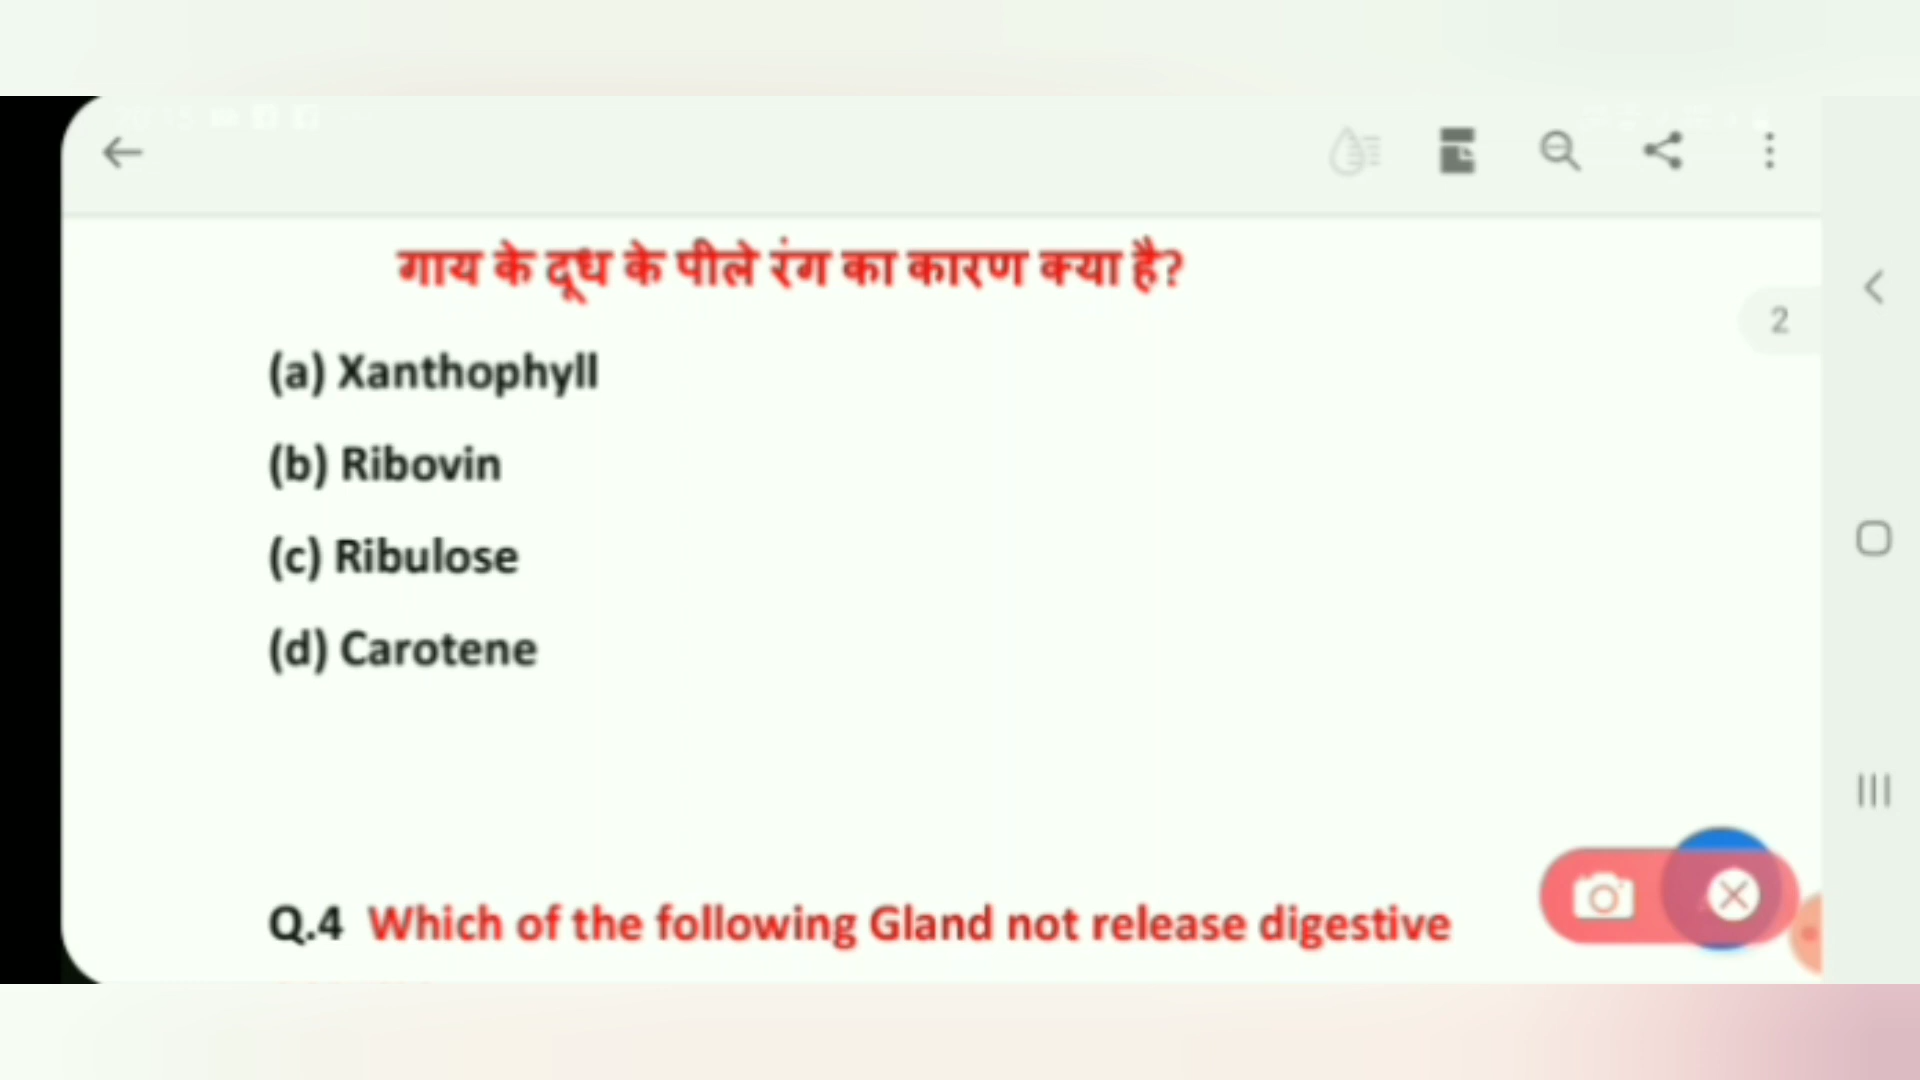 गाय के दूध के पीले रंग का कारण क्या है?
2
(a) Xanthophyll
(b) Ribovin
(c) Ribulose
(d) Carotene
Q.4 Which of the following Gland not release digestive